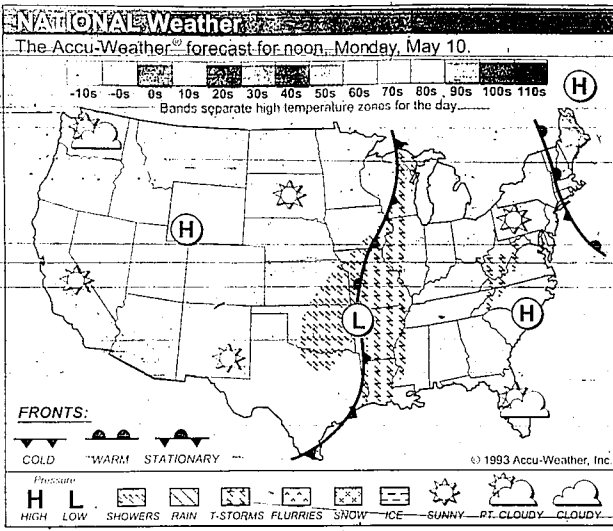 NATIONAL Weather
The Accu-Weather® forecast for noon, Monday, May 10.
-10s -0s 0s 10s 20s 30s 40s 50s 60s 70s 80s 90s 100s 110s
Bands separate high temperature zones for the day.
H
H
L
H
FRONTS:
COLD WARM STATIONARY
© 1993 Accu-Weather, Inc.
Pressure
H L
HIGH LOW SHOWERS RAIN T-STORMS FLURRIES SNOW ICE SUNNY PT. CLOUDY CLOUDY